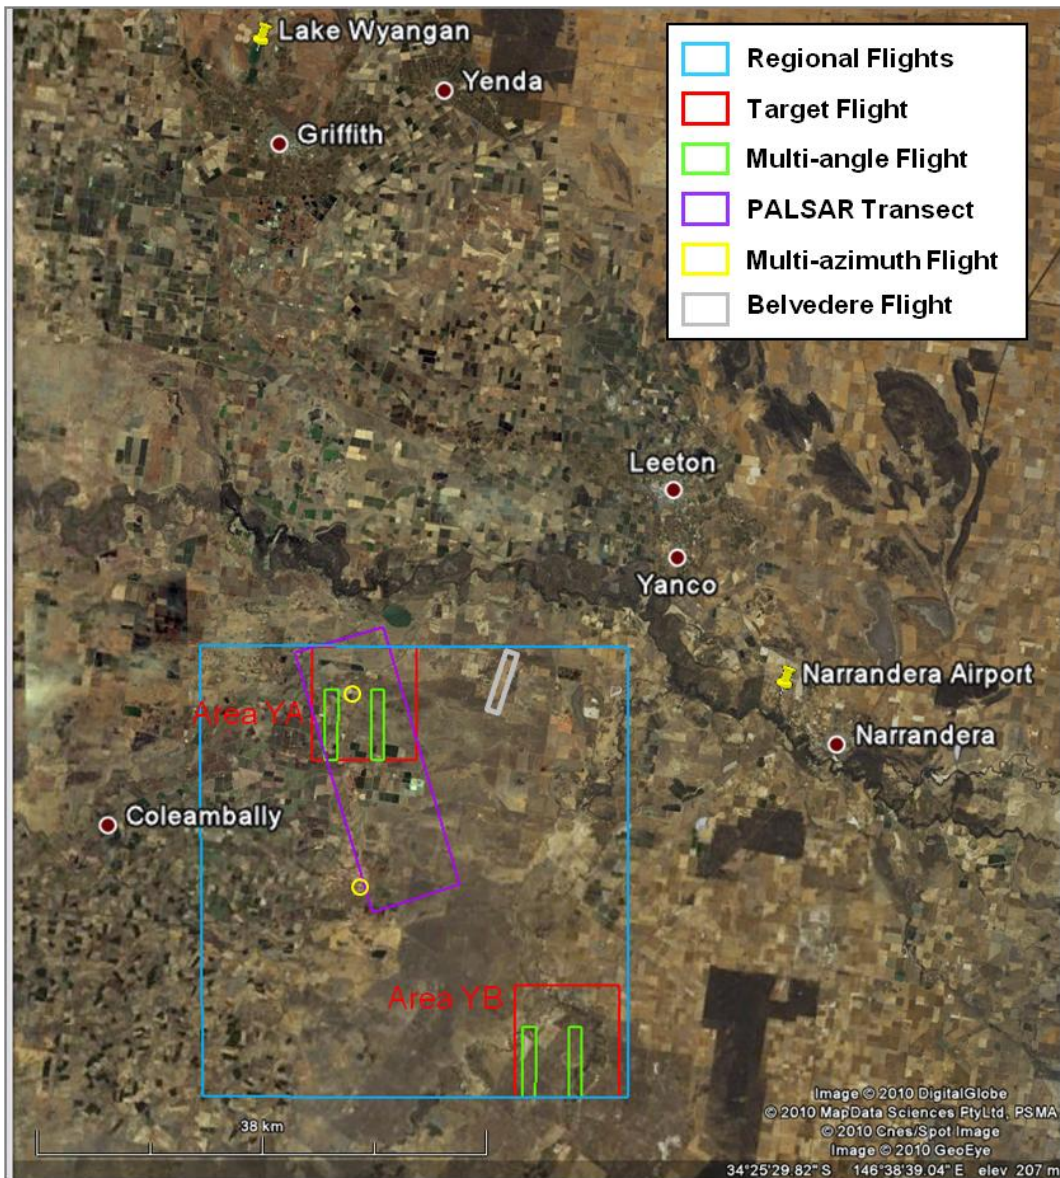 Lake Wyangan
Yenda
Griffith
Regional Flights
Target Flight
Multi-angle Flight
PALSAR Transect
Multi-azimuth Flight
Belvedere Flight
Leeton
Yanco
Narrandera Airport
Area YA
Narrandera
Coleambally
Area YB
Image © 2010 DigitalGlobe
© 2010 MapData Sciences PtyLtd, PSMA
© 2010 Cnes/Spot Image
Image © 2010 GeoEye
38 km
34°25'29.82" S 146°38'39.04" E elev 207 m